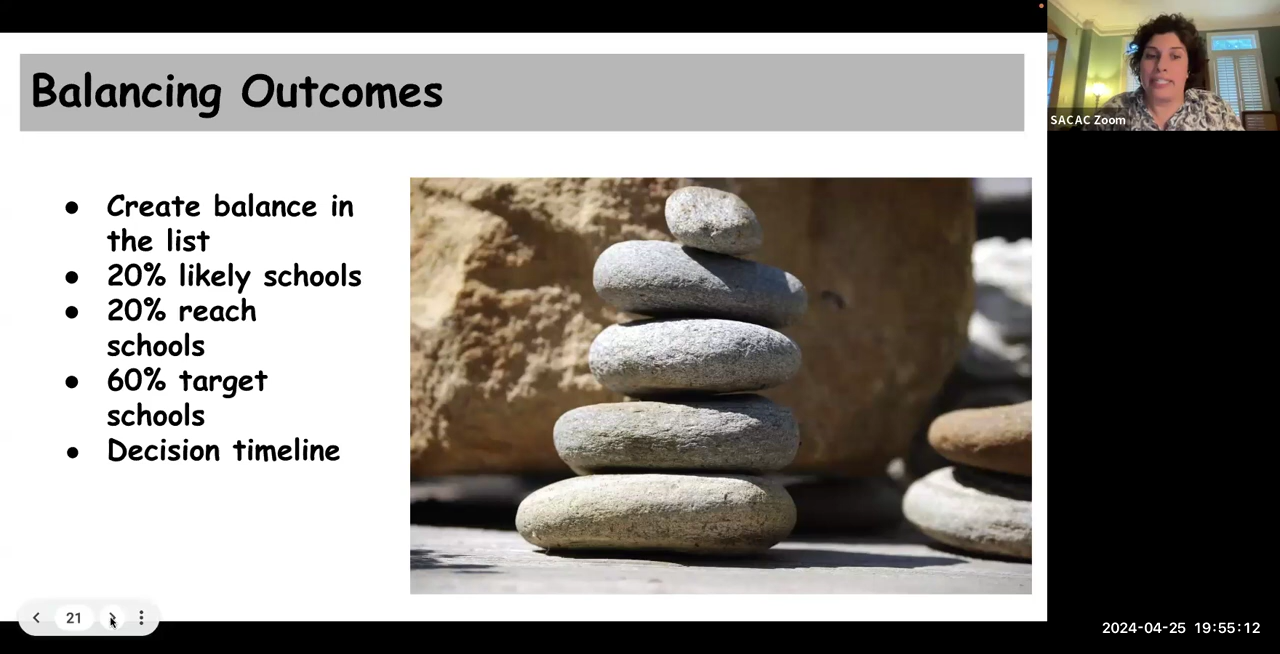 Balancing Outcomes
● Create balance in
the list
● 20% likely schools
● 20% reach
schools
● 60% target
schools
● Decision timeline
SACAC Zoom
21
2024-04-25 19:55:12